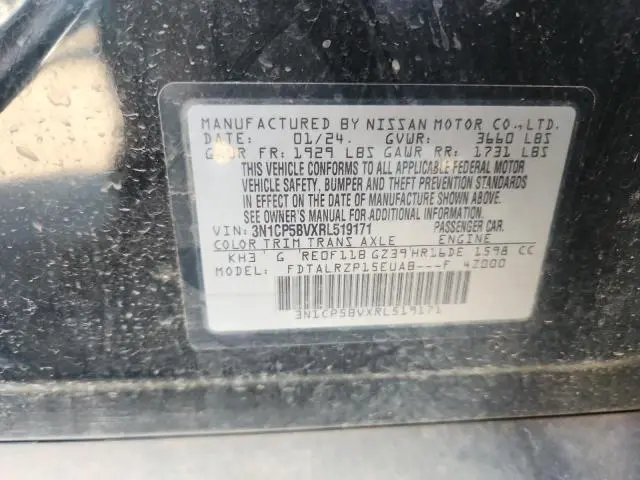 MANUFACTURED BY NISSAN MOTOR CO.,LTD.
DATE: 01/24. GVWR: 3660 LBS
GAWR FR: 1929 LBS GAWR RR: 1731 LBS
THIS VEHICLE CONFORMS TO ALL APPLICABLE FEDERAL MOTOR
VEHICLE SAFETY, BUMPER AND THEFT PREVENTION STANDARDS
IN EFFECT ON THE DATE OF MANUFACTURE SHOWN ABOVE.
SEE OWNER'S MANUAL FOR ADDITIONAL INFORMATION.
VIN: 3N1CP5BVXRL519171 PASSENGER CAR.
COLOR TRIM TRANS AXLE ENGINE
KH3 G RE0F11B GZ39 HR16DE 1598 CC
MODEL: FDTALRZP15EUAB---F 4Z000
3N1CP5BVXRL519171